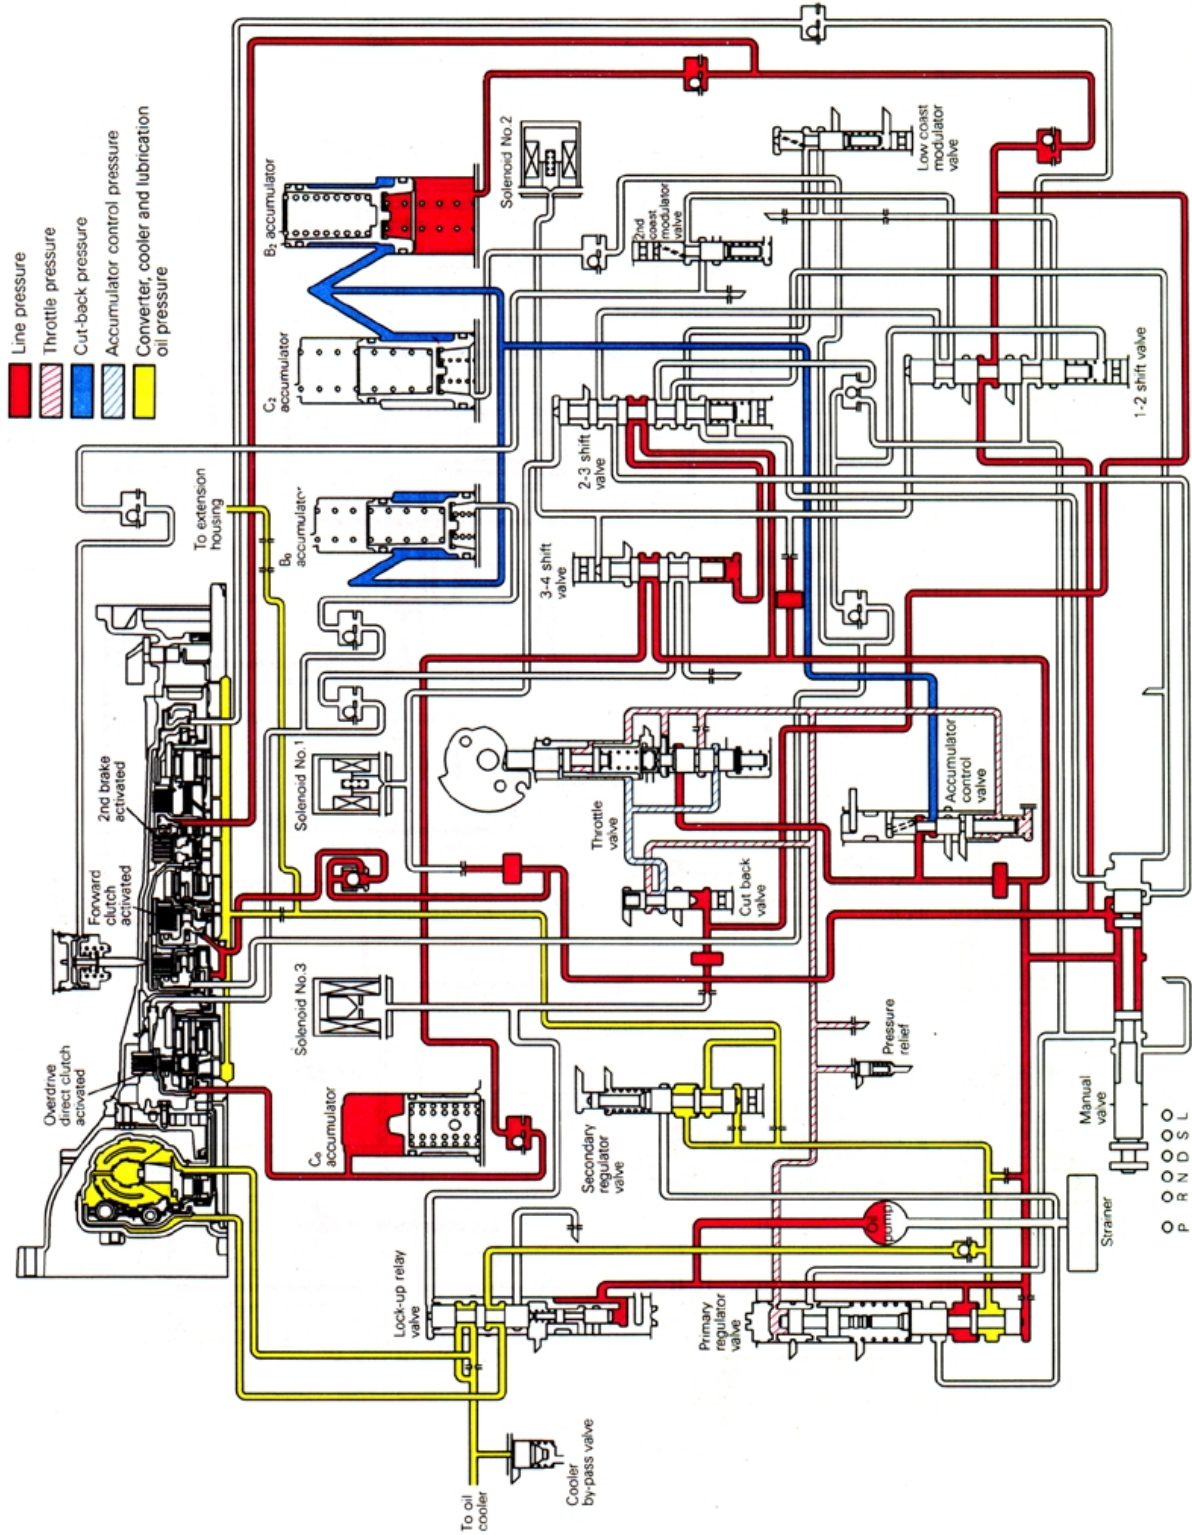 Line pressure
Throttle pressure
Cut-back pressure
Accumulator control pressure
Converter, cooler and lubrication
oil pressure
B₂ accumulator
C₂
accumulator
B₀
accumulator
To extension
housing
2nd brake
activated
Forward
clutch
activated
Overdrive
direct clutch
activated
Solenoid No.2
Low coast
modulator
valve
2nd
coast
modulator
valve
2-3 shift
valve
1-2 shift valve
3-4 shift
valve
Solenoid No.1
Throttle
valve
Accumulator
control
valve
Cut back
valve
Solenoid No.3
Pressure
relief
C₀
accumulator
Secondary
regulator
valve
Manual
valve
P R N D S L
Oil
pump
Strainer
Lock-up relay
valve
Primary
regulator
valve
To oil
cooler
Cooler
by-pass valve